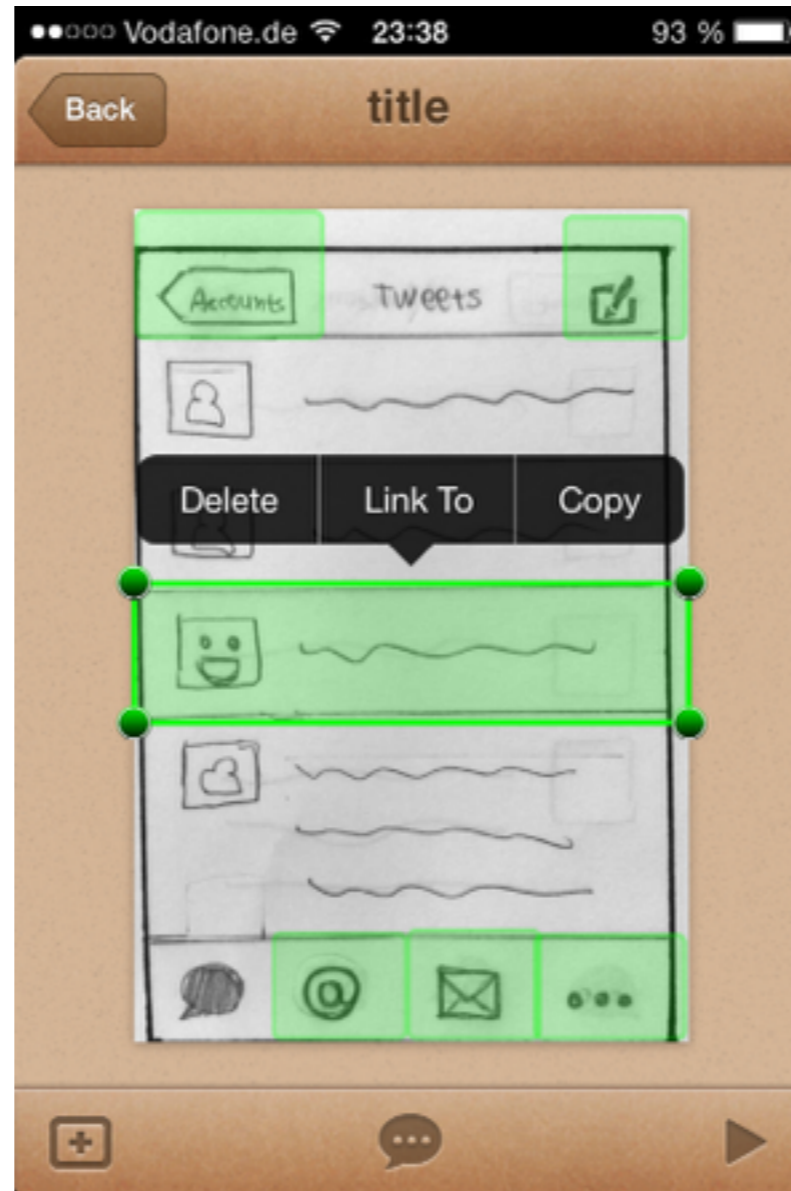 Vodafone.de 23:38 93 %
Back title
Accounts Tweets
Delete Link To Copy
@